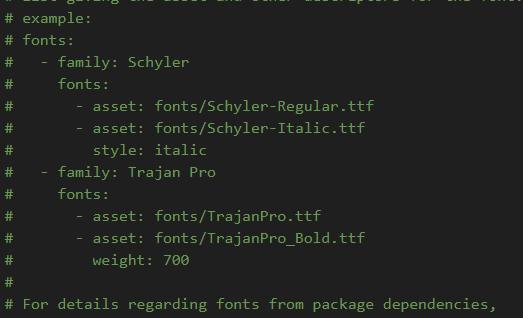 # example:
# fonts:
#   - family: Schyler
#     fonts:
#       - asset: fonts/Schyler-Regular.ttf
#       - asset: fonts/Schyler-Italic.ttf
#         style: italic
#   - family: Trajan Pro
#     fonts:
#       - asset: fonts/TrajanPro.ttf
#       - asset: fonts/TrajanPro_Bold.ttf
#         weight: 700
#
# For details regarding fonts from package dependencies,